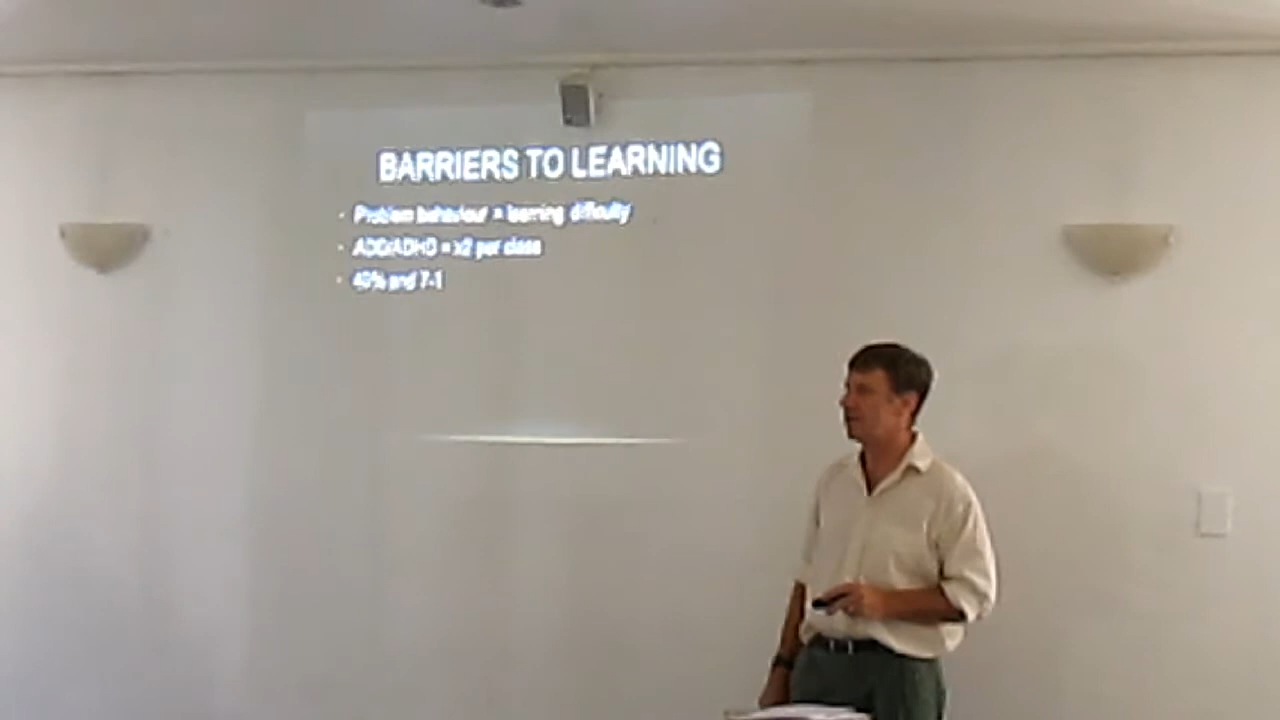 BARRIERS TO LEARNING
Problem behaviour = learning difficulty
ADD/ADHD = x2 per class
40% and 7-1